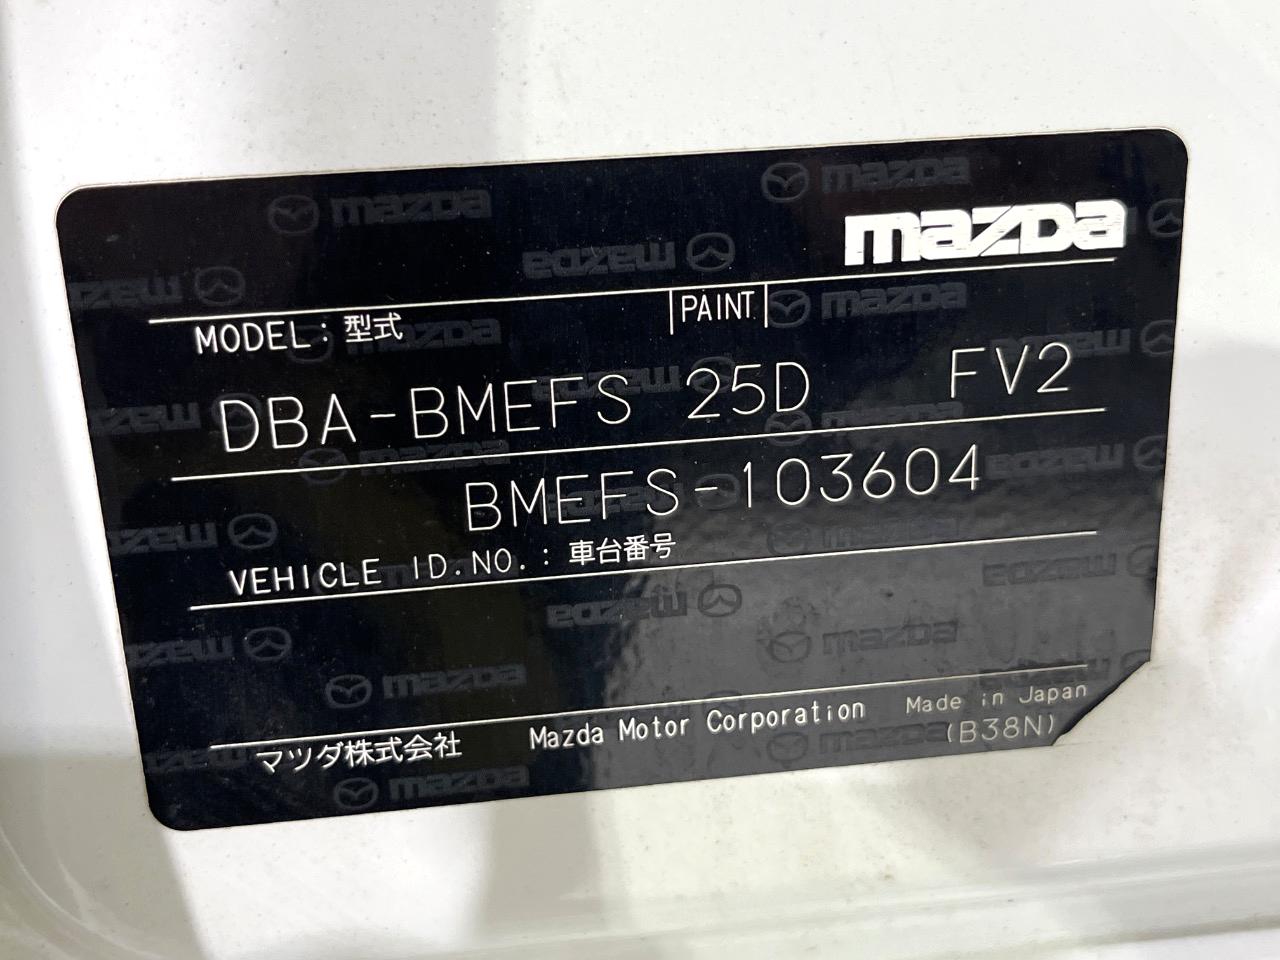 mazda
MODEL：型式 |PAINT|
DBA-BMEFS 25D FV2
BMEFS-103604
VEHICLE ID.NO.：車台番号
マツダ株式会社 Mazda Motor Corporation Made in Japan
(B38N)